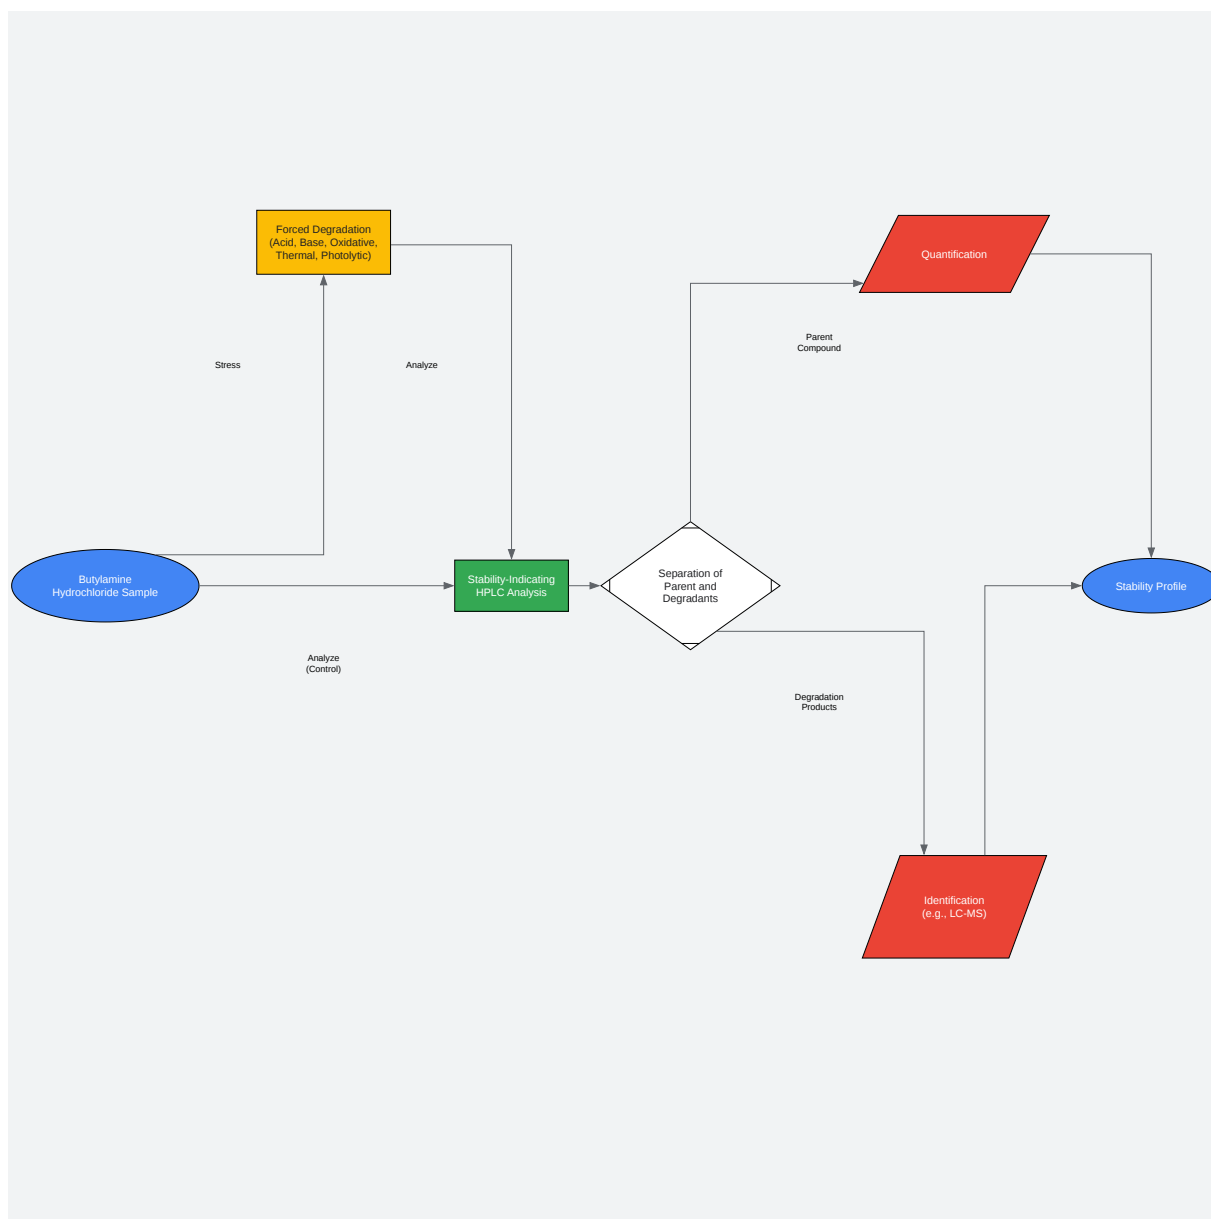 Forced Degradation
(Acid, Base, Oxidative,
Thermal, Photolytic)
Quantification
Parent
Compound
Stress
Analyze
Butylamine
Hydrochloride Sample
Stability-Indicating
HPLC Analysis
Separation of
Parent and
Degradants
Stability Profile
Analyze
(Control)
Degradation
Products
Identification
(e.g., LC-MS)